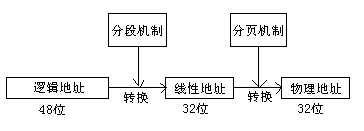 分段机制
分页机制
逻辑地址
转换
线性地址
转换
物理地址
48位
32位
32位